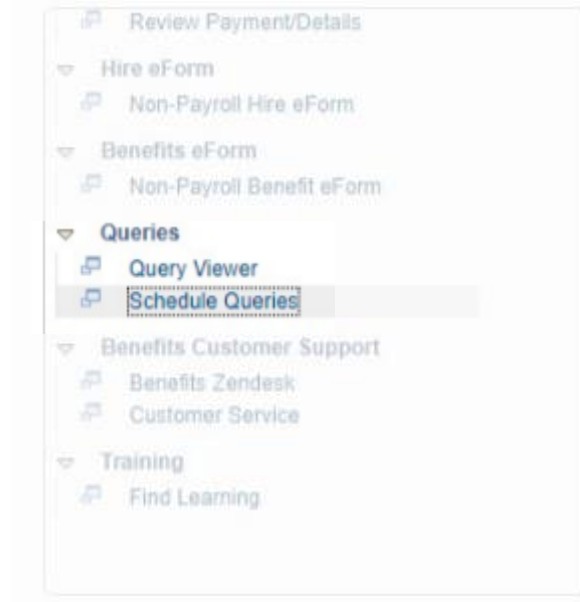 Review Payment/Details
Hire eForm
Non-Payroll Hire eForm
Benefits eForm
Non-Payroll Benefit eForm
Queries
Query Viewer
Schedule Queries
Benefits Customer Support
Benefits Zendesk
Customer Service
Training
Find Learning